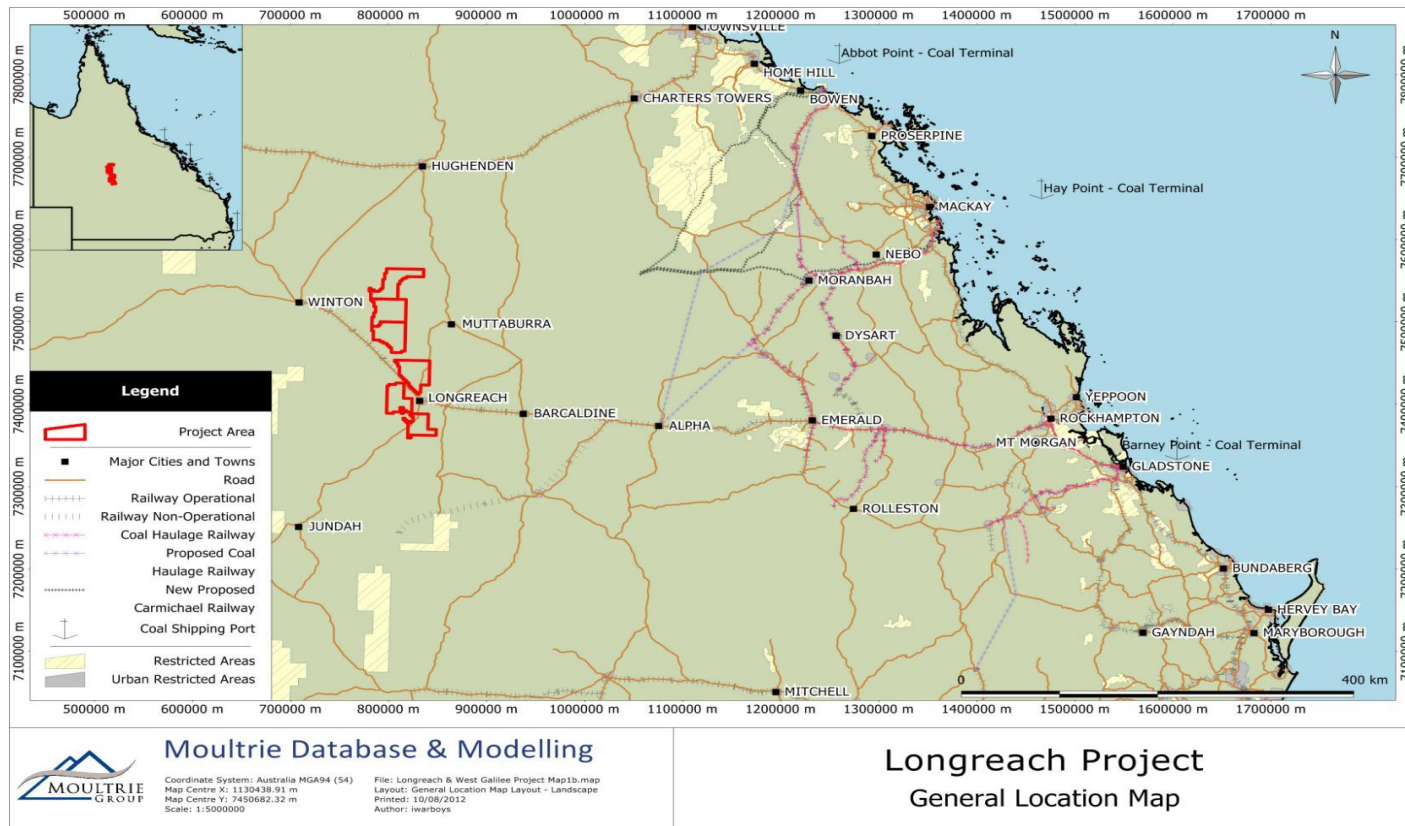 500000 m 600000 m 700000 m 800000 m 900000 m 1000000 m 1100000 m 1200000 m 1300000 m 1400000 m 1500000 m 1600000 m 1700000 m
TOWNSVILLE
N
Abbot Point - Coal Terminal
HOME HILL
7800000 m
7800000 m
CHARTERS TOWERS
BOWEN
PROSERPINE
7700000 m
7700000 m
HUGHENDEN
Hay Point - Coal Terminal
MACKAY
7600000 m
7600000 m
NEBO
MORANBAH
WINTON
7500000 m
7500000 m
MUTTABURRA
DYSART
Legend
Project Area
Major Cities and Towns
Road
Railway Operational
Railway Non-Operational
Coal Haulage Railway
Proposed Coal
Haulage Railway
New Proposed
Carmichael Railway
Coal Shipping Port
Restricted Areas
Urban Restricted Areas
7400000 m
7400000 m
LONGREACH
BARCALDINE
ALPHA
EMERALD
YEPPOON
ROCKHAMPTON
MT MORGAN
Barney Point - Coal Terminal
GLADSTONE
7300000 m
7300000 m
ROLLESTON
JUNDAH
7200000 m
7200000 m
BUNDABERG
HERVEY BAY
GAYNDAH
MARYBOROUGH
7100000 m
7100000 m
MITCHELL
0 400 km
500000 m 600000 m 700000 m 800000 m 900000 m 1000000 m 1100000 m 1200000 m 1300000 m 1400000 m 1500000 m 1600000 m 1700000 m
MOULTRIE
GROUP
Moultrie Database & Modelling
Coordinate System: Australia MGA94 (54)
Map Centre X: 1130438.91 m
Map Centre Y: 7450682.32 m
Scale: 1:5000000
File: Longreach & West Galilee Project Map1b.map
Layout: General Location Map Layout - Landscape
Printed: 10/08/2012
Author: iwarboys
Longreach Project
General Location Map